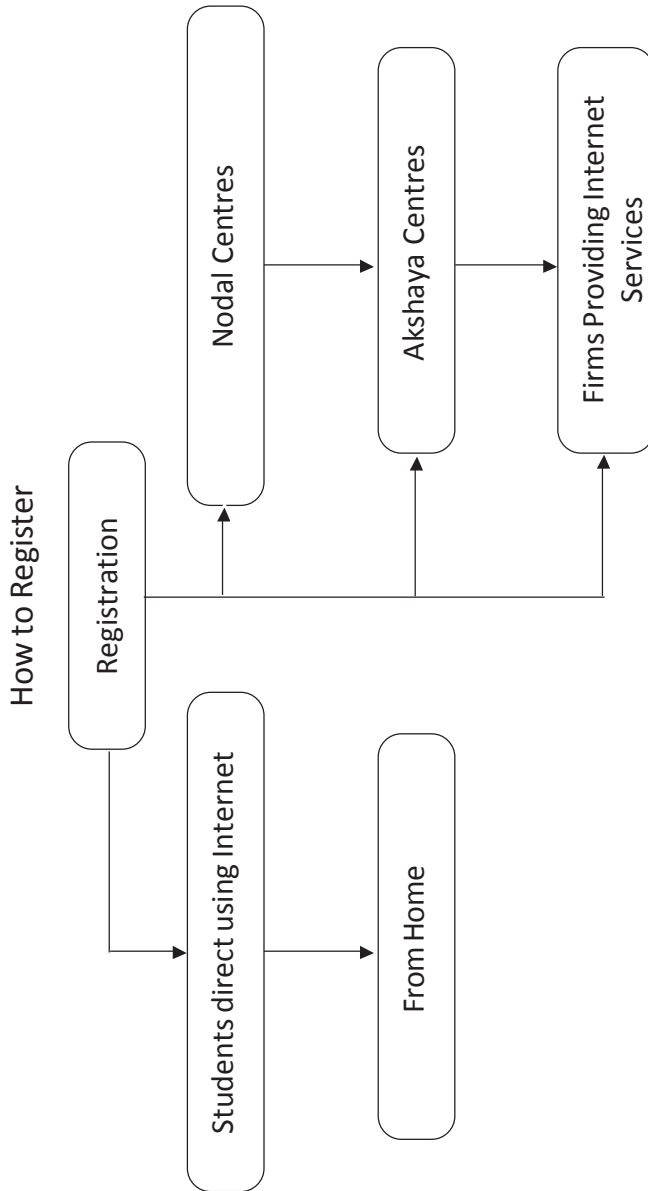 How to Register
Registration
Students direct using Internet
From Home
Nodal Centres
Akshaya Centres
Firms Providing Internet
Services